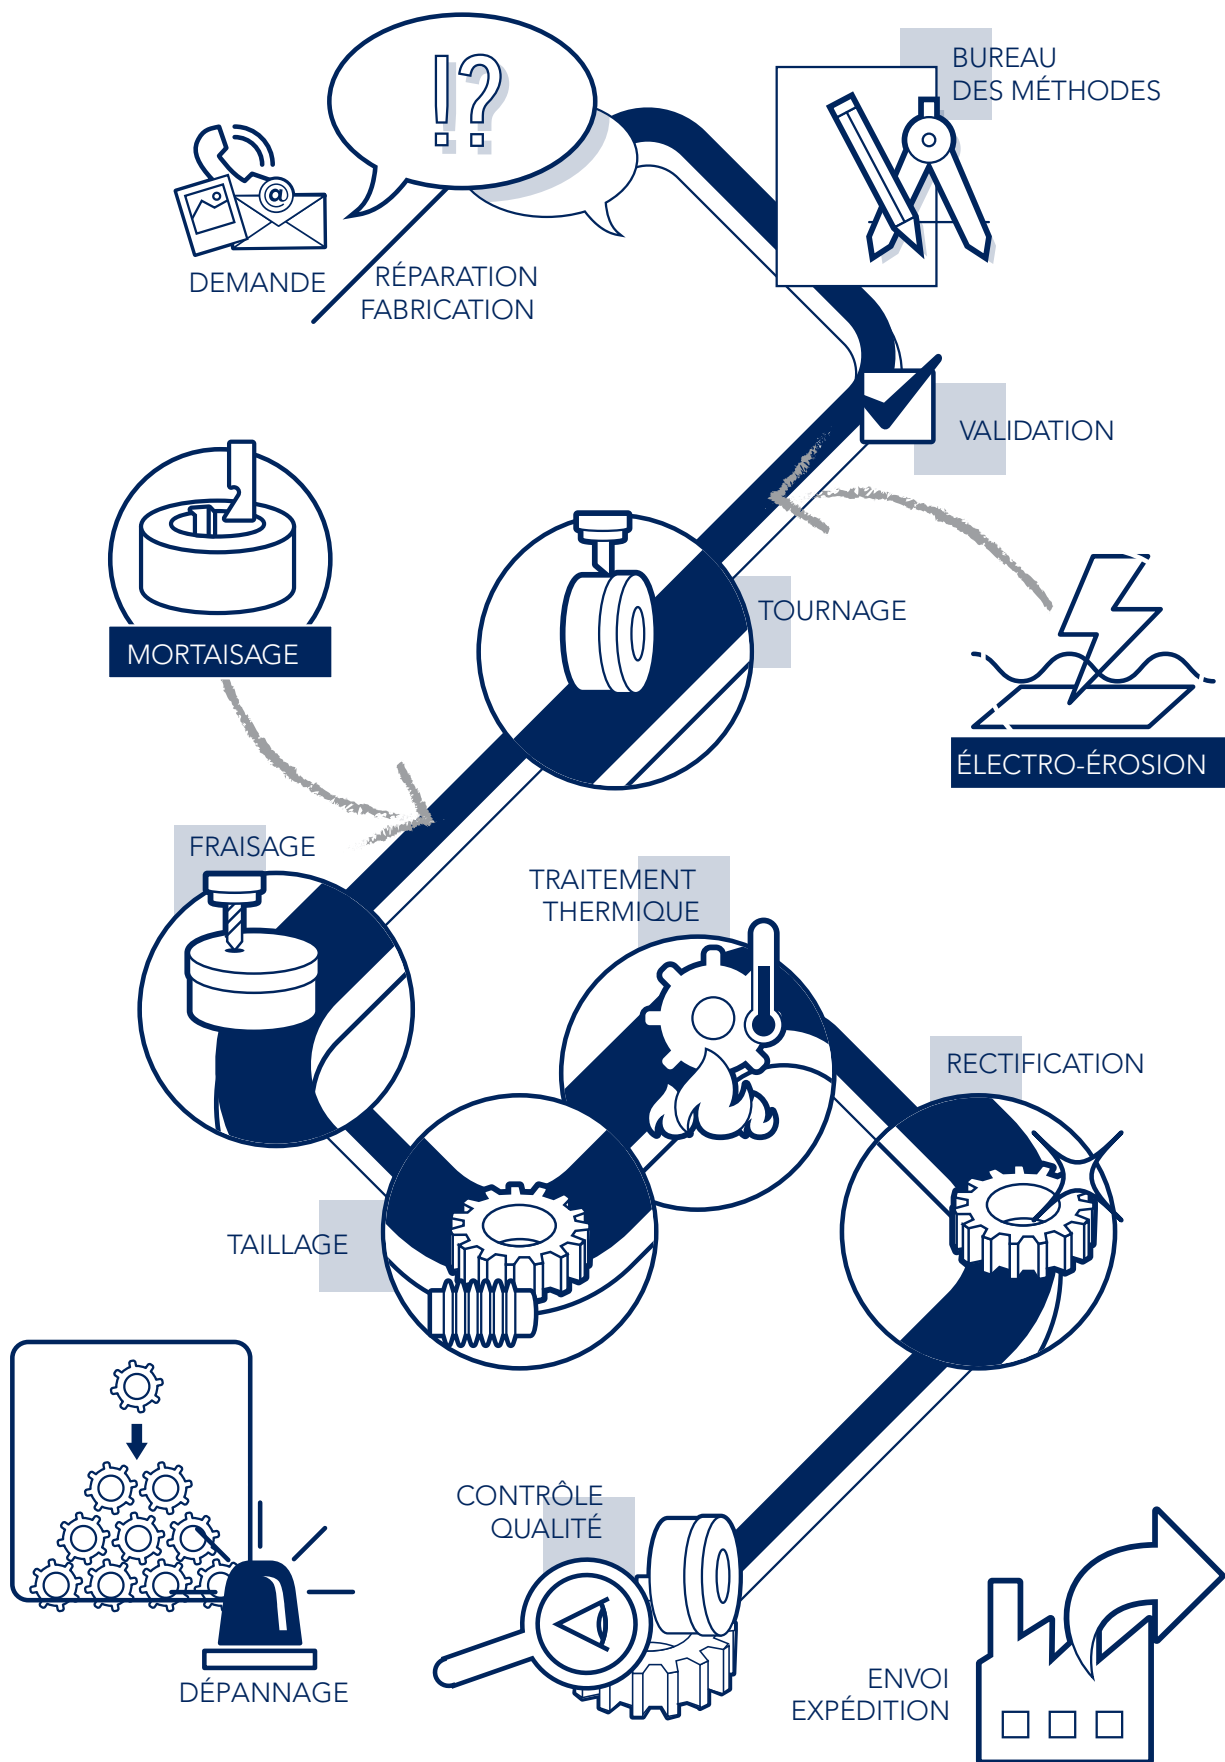 !?
BUREAU
DES MÉTHODES
@
DEMANDE
RÉPARATION
FABRICATION
VALIDATION
MORTAISAGE
TOURNAGE
ÉLECTRO-ÉROSION
FRAISAGE
TRAITEMENT
THERMIQUE
RECTIFICATION
TAILLAGE
CONTRÔLE
QUALITÉ
DÉPANNAGE
ENVOI
EXPÉDITION